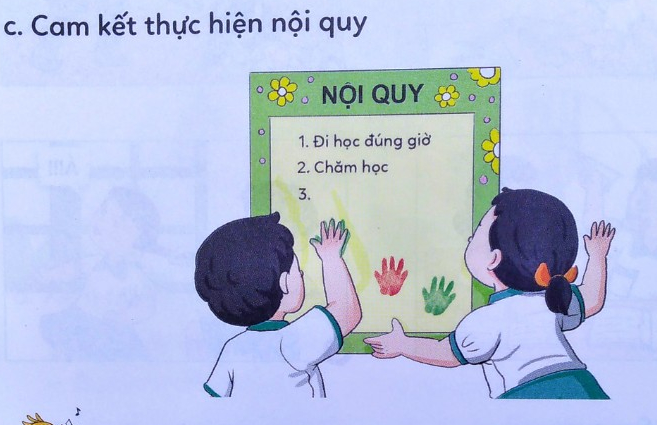 c. Cam kết thực hiện nội quy
NỘI QUY
1. Đi học đúng giờ
2. Chăm học
3.